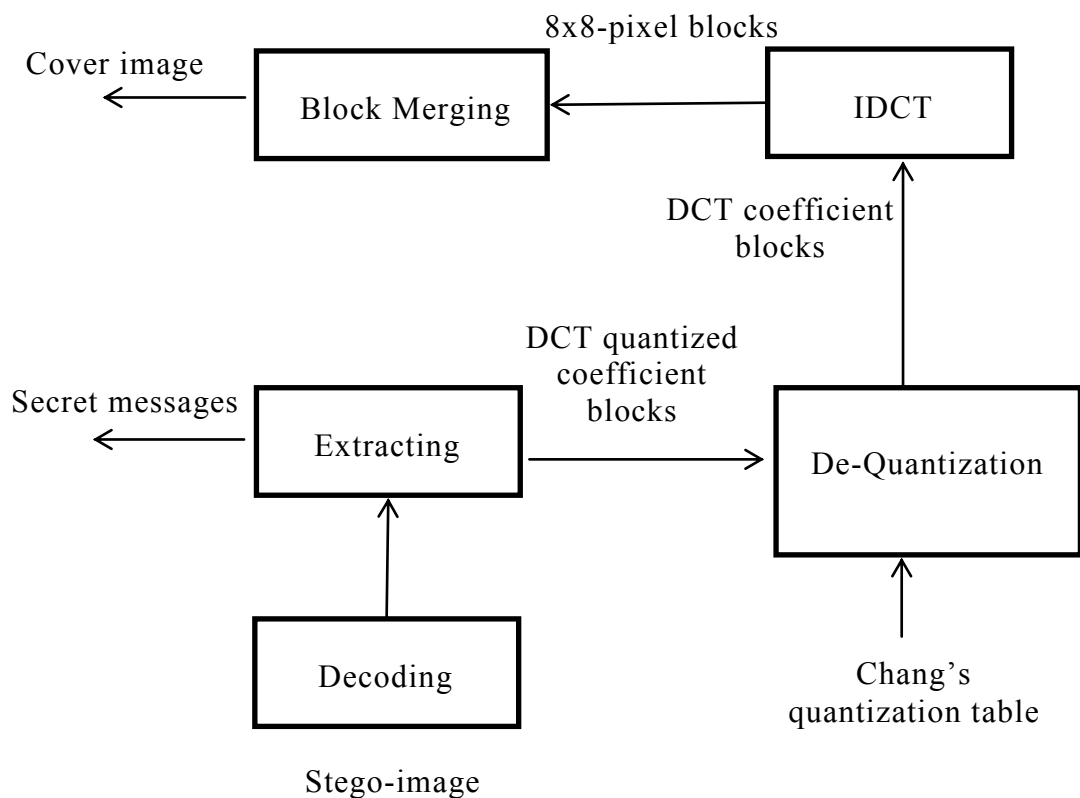 8x8-pixel blocks
Cover image
Block Merging
IDCT
DCT coefficient
blocks
DCT quantized
coefficient
blocks
Secret messages
Extracting
De-Quantization
Decoding
Chang’s
quantization table
Stego-image